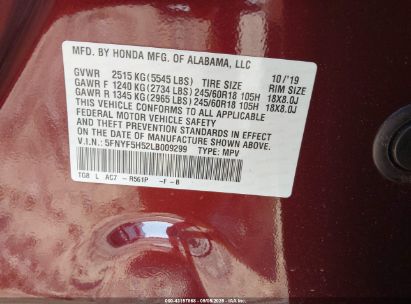 MFD. BY HONDA MFG. OF ALABAMA, LLC
10/'19
GVWR 2515 KG (5545 LBS) TIRE SIZE RIM SIZE
GAWR F 1240 KG (2734 LBS) 245/60R18 105H 18X8.0J
GAWR R 1345 KG (2965 LBS) 245/60R18 105H 18X8.0J
THIS VEHICLE CONFORMS TO ALL APPLICABLE
FEDERAL MOTOR VEHICLE SAFETY AND THEFT
PREVENTION STANDARDS IN EFFECT ON THE DATE
OF MANUFACTURE SHOWN ABOVE.
V.I.N.: 5FNYF5H52LB009299 TYPE: MPV
TG8 L AC7 - R561P -F-B